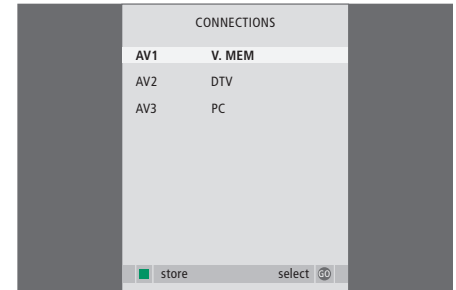 CONNECTIONS
AV1 V. MEM
AV2 DTV
AV3 PC
store select GO